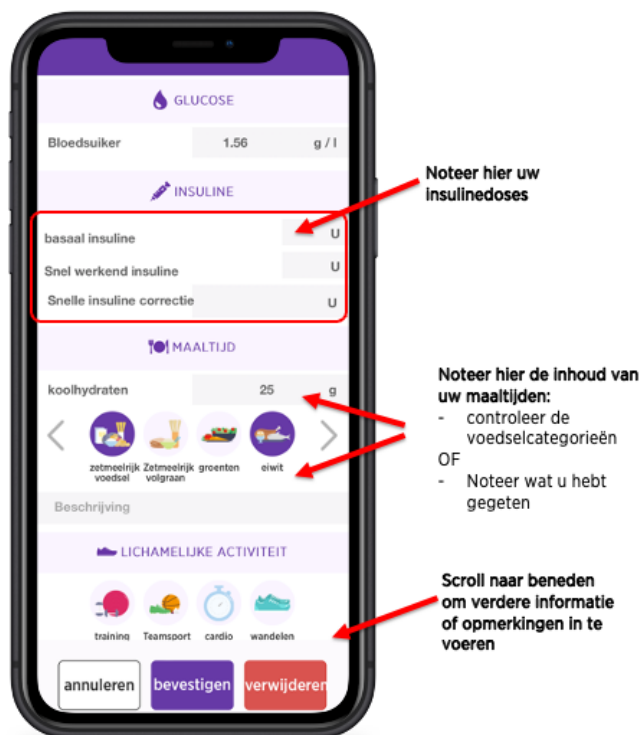 GLUCOSE
Bloedsuiker 1.56 g / l
INSULINE
basaal insuline U
Snel werkend insuline U
Snelle insuline correctie U
MAALTIJD
koolhydraten 25 g
zetmeelrijk voedsel
Zetmeelrijk volgraan
groenten
eiwit
Beschrijving
LICHAMELIJKE ACTIVITEIT
training Teamsport cardio wandelen
annuleren bevestigen verwijderen
Noteer hier uw
insulinedoses
Noteer hier de inhoud van
uw maaltijden:
- controleer de
voedselcategorieën
OF
- Noteer wat u hebt
gegeten
Scroll naar beneden
om verdere informatie
of opmerkingen in te
voeren